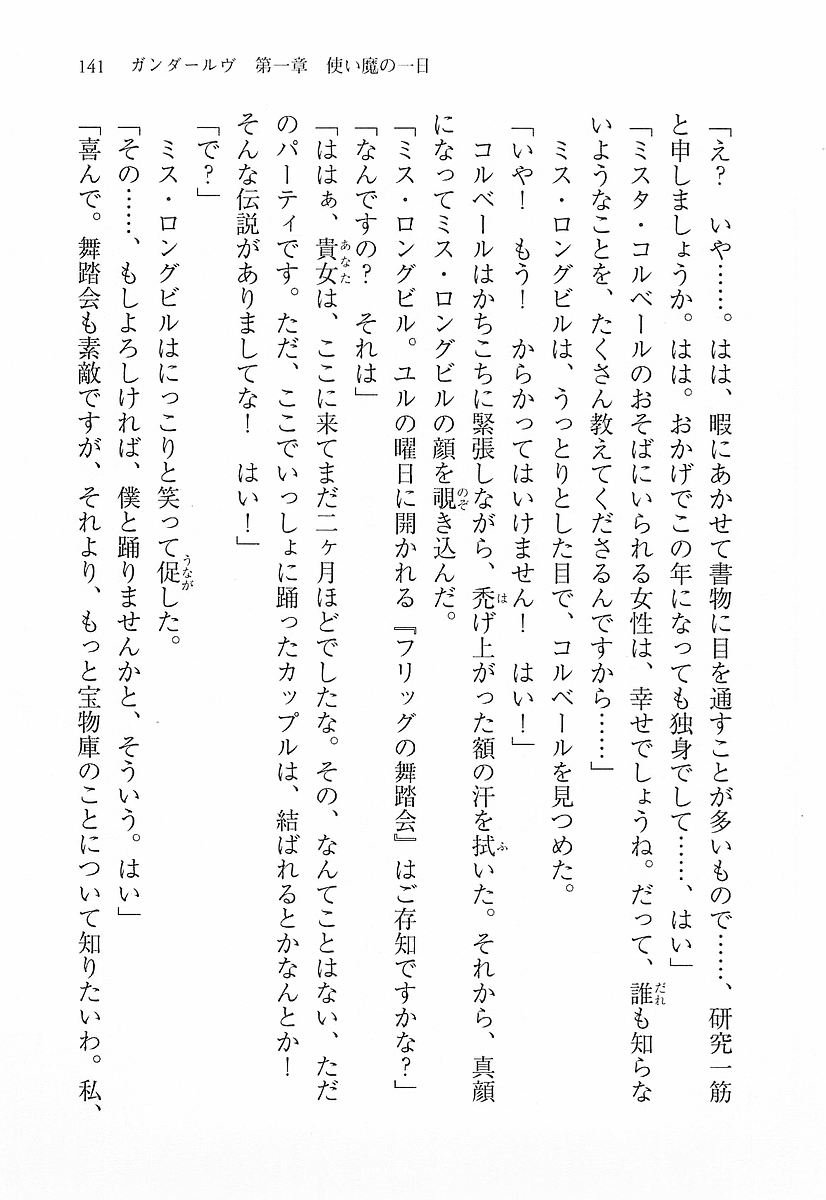 141　ガンダールヴ　第一章　使い魔の一日
「え？　いや……。はは、暇にあかせて書物に目を通すことが多いもので……、研究一筋
と申しましょうか。はは。おかげでこの年になっても独身でして……、はい」
「ミスタ・コルベールのおそばにいられる女性は、幸せでしょうね。だって、誰も知らな
いようなことを、たくさん教えてくださるんですから……」
　ミス・ロングビルは、うっとりとした目で、コルベールを見つめた。
「いや！　もう！　からかってはいけません！　はい！」
　コルベールはかちこちに緊張しながら、禿げ上がった額の汗を拭いた。それから、真顔
になってミス・ロングビルの顔を覗き込んだ。
「ミス・ロングビル。ユルの曜日に開かれる『フリッグの舞踏会』はご存知ですかな？」
「なんですの？　それは」
「ははぁ、貴女は、ここに来てまだ二ヶ月ほどでしたな。その、なんてことはない、ただ
のパーティです。ただ、ここでいっしょに踊ったカップルは、結ばれるとかなんとか！
そんな伝説がありましてな！　はい！」
「で？」
　ミス・ロングビルはにっこりと笑って促した。
「その……、もしよろしければ、僕と踊りませんかと、そういう。はい」
「喜んで。舞踏会も素敵ですが、それより、もっと宝物庫のことについて知りたいわ。私、